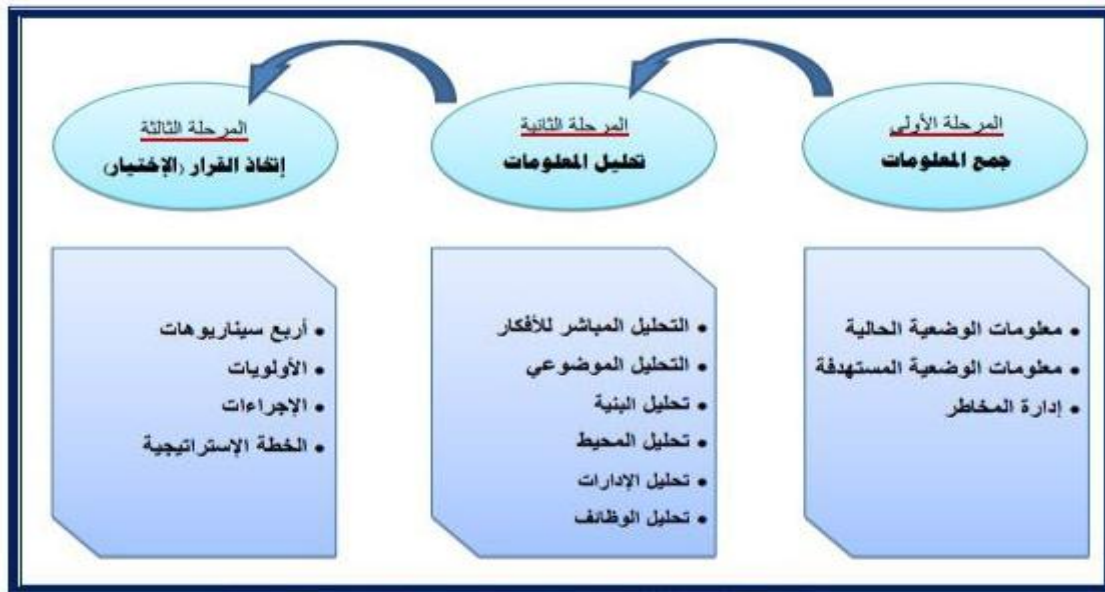 المرحلة الأولى
جمع المعلومات
معلومات الوضعية الحالية
معلومات الوضعية المستهدفة
إدارة المخاطر
المرحلة الثانية
تحليل المعلومات
التحليل المباشر للأفكار
التحليل الموضوعي
تحليل البنية
تحليل المحيط
تحليل الإدارات
تحليل الوظائف
المرحلة الثالثة
إتخاذ القرار (الإختيار)
أربع سيناريوهات
الأولويات
الإجراءات
الخطة الإستراتيجية